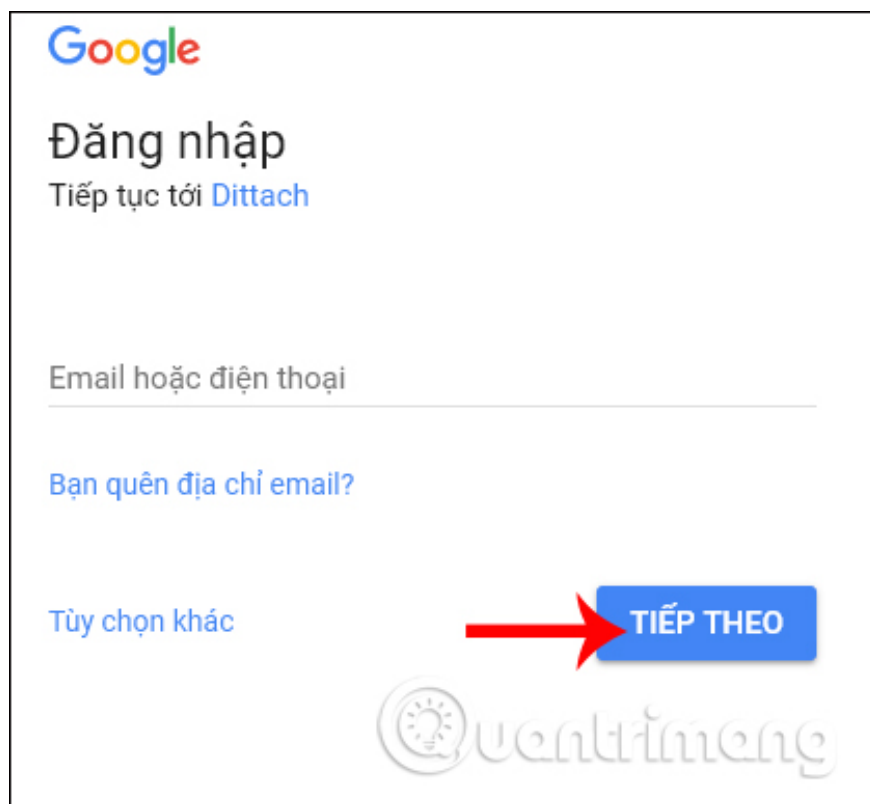 Google
Đăng nhập
Tiếp tục tới Dittach
Email hoặc điện thoại
Bạn quên địa chỉ email?
Tùy chọn khác
TIẾP THEO
Quantrimang